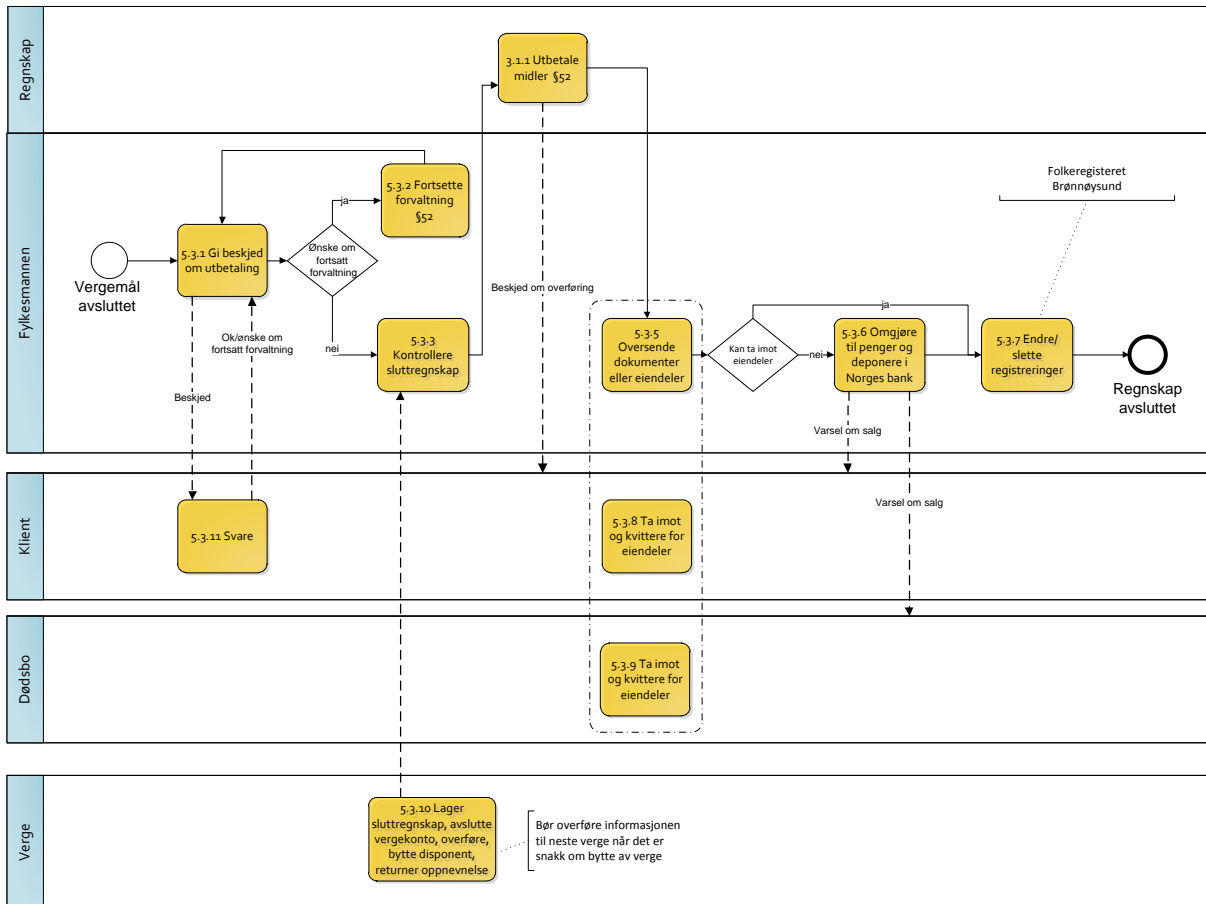 Regnskap
3.1.1 Utbetale
midler §52
Fylkesmannen
Vergemål
avsluttet
5.3.1 Gi beskjed
om utbetaling
Ønske om
fortsatt
forvaltning
ja
nei
5.3.2 Fortsette
forvaltning
§52
5.3.3
Kontrollere
sluttregnskap
Beskjed
Ok/ønske om
fortsatt forvaltning
Beskjed om overføring
5.3.5
Oversende
dokumenter
eller eiendeler
Kan ta imot
eiendeler
ja
nei
5.3.6 Omgjøre
til penger og
deponere i
Norges bank
Varsel om salg
Varsel om salg
5.3.7 Endre/
slette
registreringer
Folkeregisteret
Brønnøysund
Regnskap
avsluttet
Klient
5.3.11 Svare
5.3.8 Ta imot
og kvittere for
eiendeler
Dødsbo
5.3.9 Ta imot
og kvittere for
eiendeler
Verge
5.3.10 Lager
sluttregnskap, avslutte
vergekonto, overføre,
bytte disponent,
returner oppnevnelse
Bør overføre informasjonen
til neste verge når det er
snakk om bytte av verge